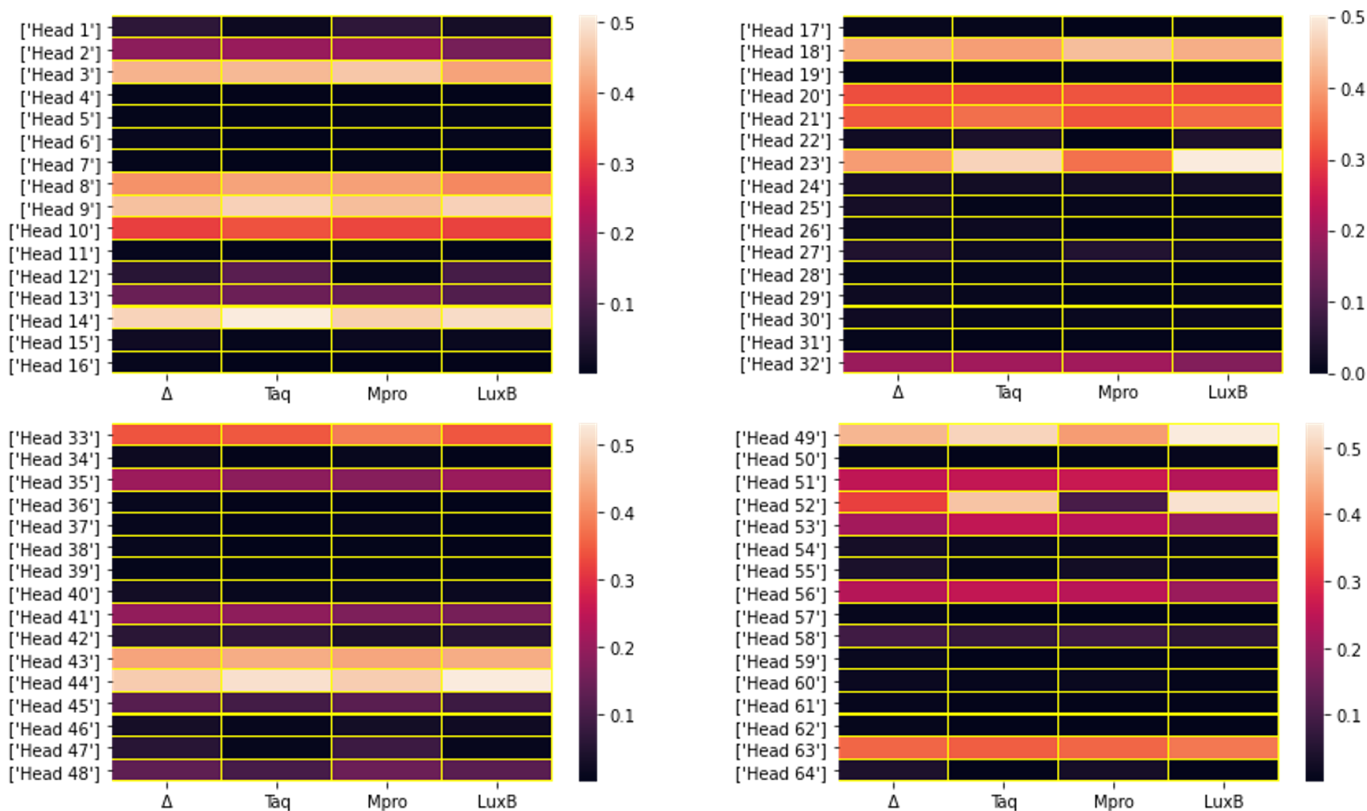 ['Head 1']
['Head 2']
['Head 3']
['Head 4']
['Head 5']
['Head 6']
['Head 7']
['Head 8']
['Head 9']
['Head 10']
['Head 11']
['Head 12']
['Head 13']
['Head 14']
['Head 15']
['Head 16']
Δ Taq Mpro LuxB
0.5
0.4
0.3
0.2
0.1
['Head 17']
['Head 18']
['Head 19']
['Head 20']
['Head 21']
['Head 22']
['Head 23']
['Head 24']
['Head 25']
['Head 26']
['Head 27']
['Head 28']
['Head 29']
['Head 30']
['Head 31']
['Head 32']
Δ Taq Mpro LuxB
0.5
0.4
0.3
0.2
0.1
0.0
['Head 33']
['Head 34']
['Head 35']
['Head 36']
['Head 37']
['Head 38']
['Head 39']
['Head 40']
['Head 41']
['Head 42']
['Head 43']
['Head 44']
['Head 45']
['Head 46']
['Head 47']
['Head 48']
Δ Taq Mpro LuxB
0.5
0.4
0.3
0.2
0.1
['Head 49']
['Head 50']
['Head 51']
['Head 52']
['Head 53']
['Head 54']
['Head 55']
['Head 56']
['Head 57']
['Head 58']
['Head 59']
['Head 60']
['Head 61']
['Head 62']
['Head 63']
['Head 64']
Δ Taq Mpro LuxB
0.5
0.4
0.3
0.2
0.1